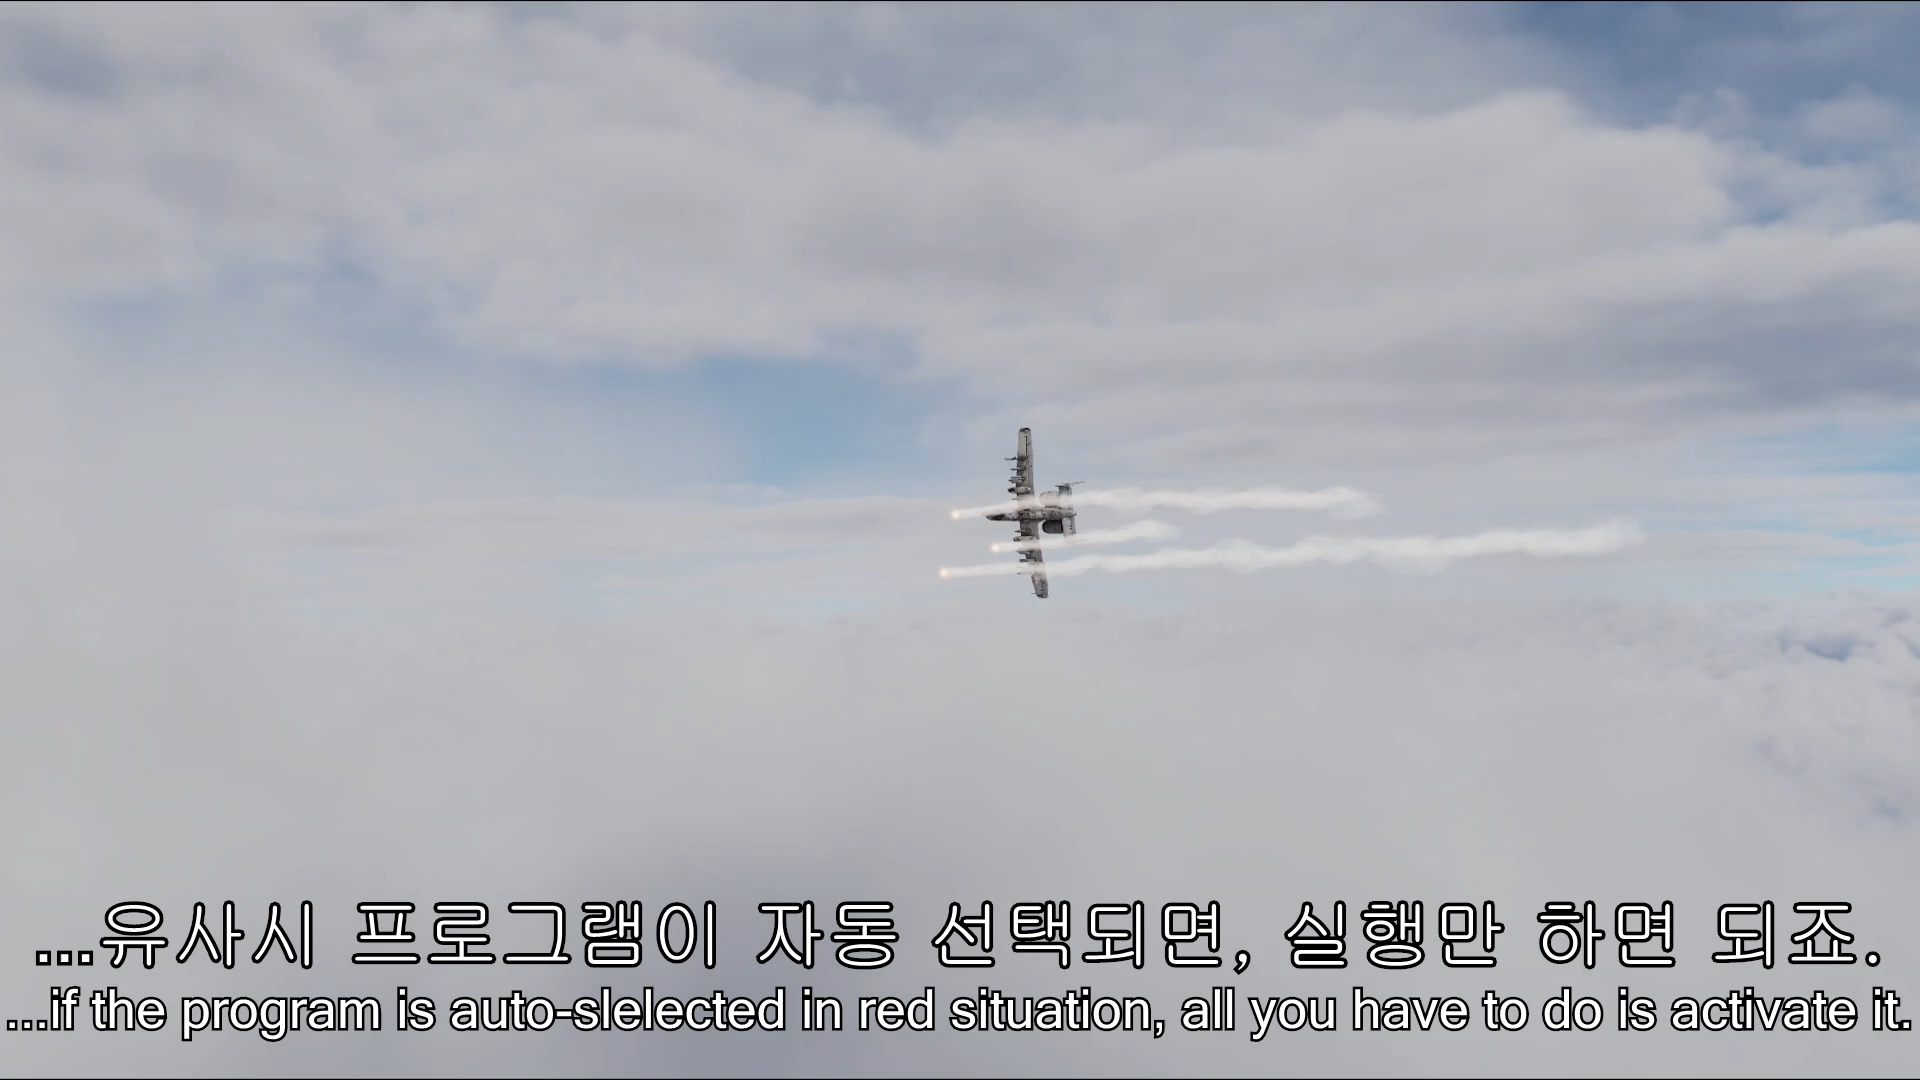 ...유사시 프로그램이 자동 선택되면, 실행만 하면 되죠.
...if the program is auto-slelected in red situation, all you have to do is activate it.